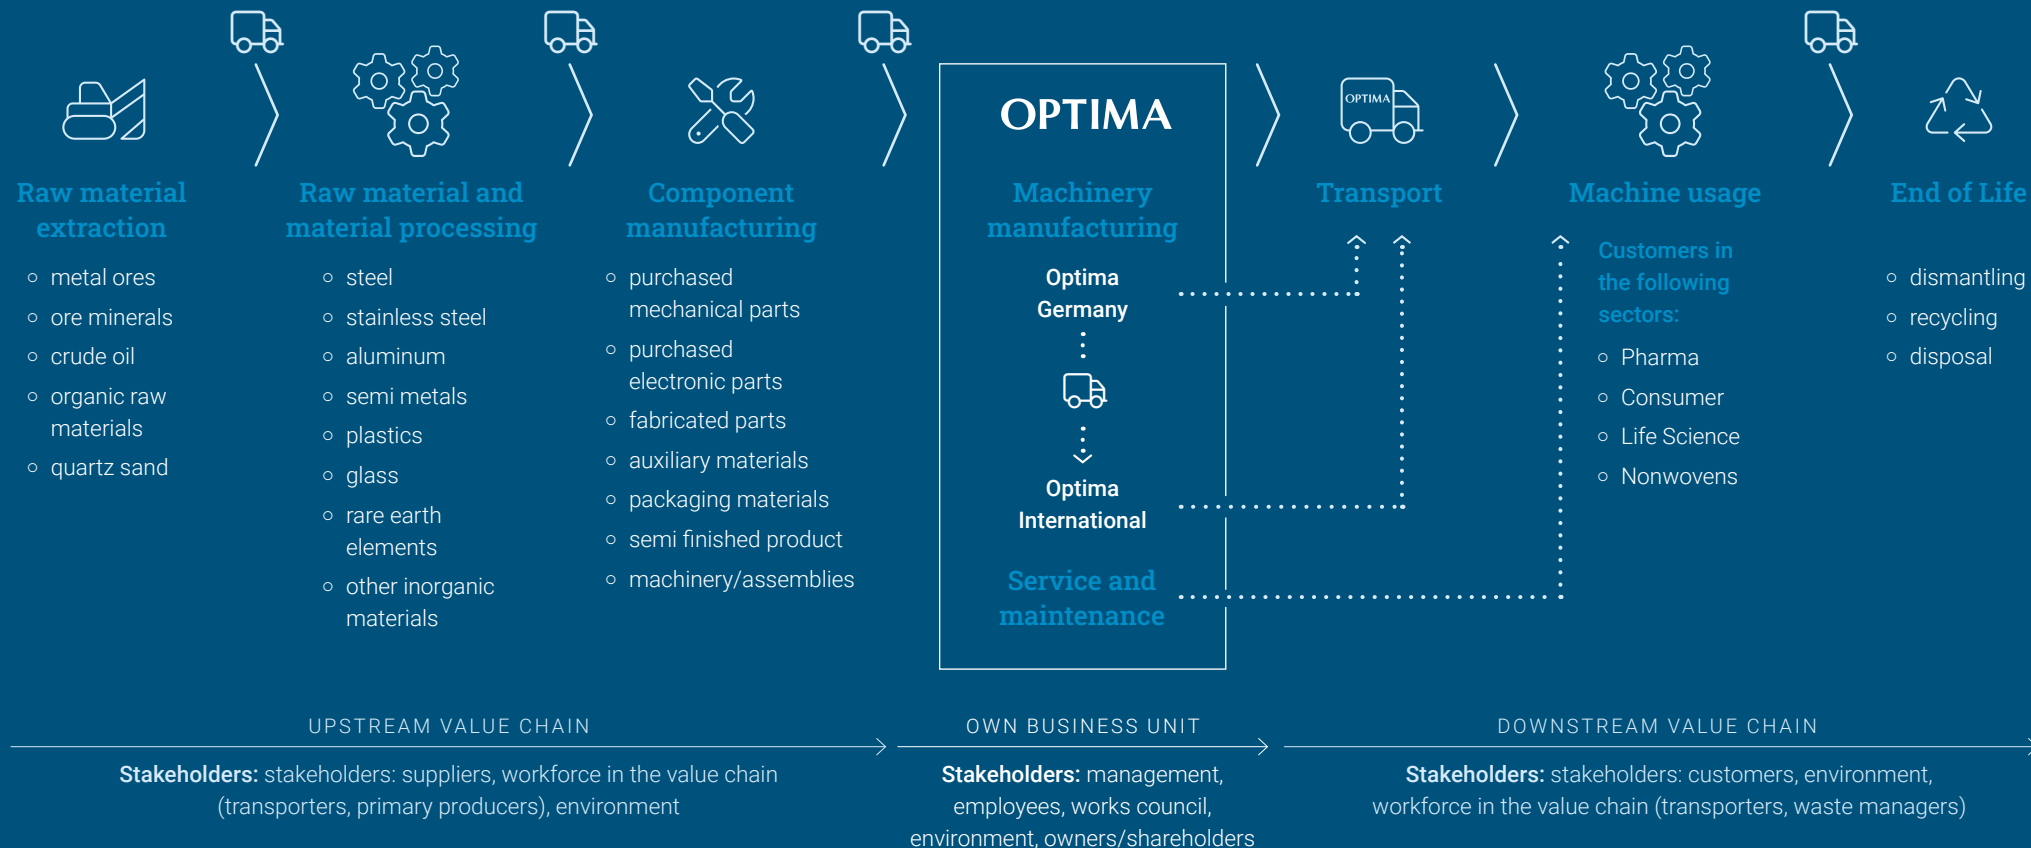 Raw material
extraction
metal ores
ore minerals
crude oil
organic raw
materials
quartz sand
Raw material and
material processing
steel
stainless steel
aluminum
semi metals
plastics
glass
rare earth
elements
other inorganic
materials
Component
manufacturing
purchased
mechanical parts
purchased
electronic parts
fabricated parts
auxiliary materials
packaging materials
semi finished product
machinery/assemblies
OPTIMA
Machinery
manufacturing
Optima
Germany
Optima
International
Service and
maintenance
OPTIMA
Transport
Machine usage
Customers in
the following
sectors:
Pharma
Consumer
Life Science
Nonwovens
End of Life
dismantling
recycling
disposal
UPSTREAM VALUE CHAIN
Stakeholders: stakeholders: suppliers, workforce in the value chain
(transporters, primary producers), environment
OWN BUSINESS UNIT
Stakeholders: management,
employees, works council,
environment, owners/shareholders
DOWNSTREAM VALUE CHAIN
Stakeholders: stakeholders: customers, environment,
workforce in the value chain (transporters, waste managers)